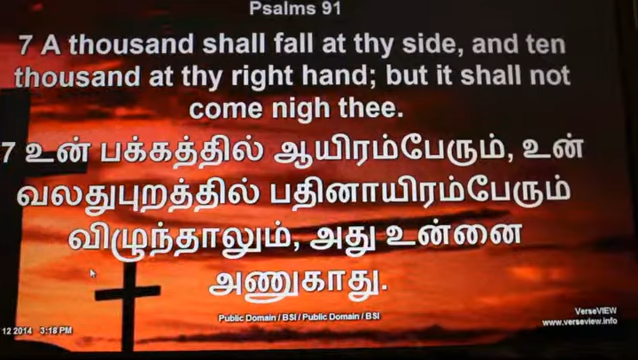 Psalms 91
7 A thousand shall fall at thy side, and ten
thousand at thy right hand; but it shall not
come nigh thee.
7 உன் பக்கத்தில் ஆயிரம்பேரும், உன்
வலதுபுறத்தில் பதினாயிரம்பேரும்
விழுந்தாலும், அது உன்னை
அணுகாது.
Public Domain / BSI / Public Domain / BSI
VerseVIEW
www.verseview.info
12 2014 3:18 PM